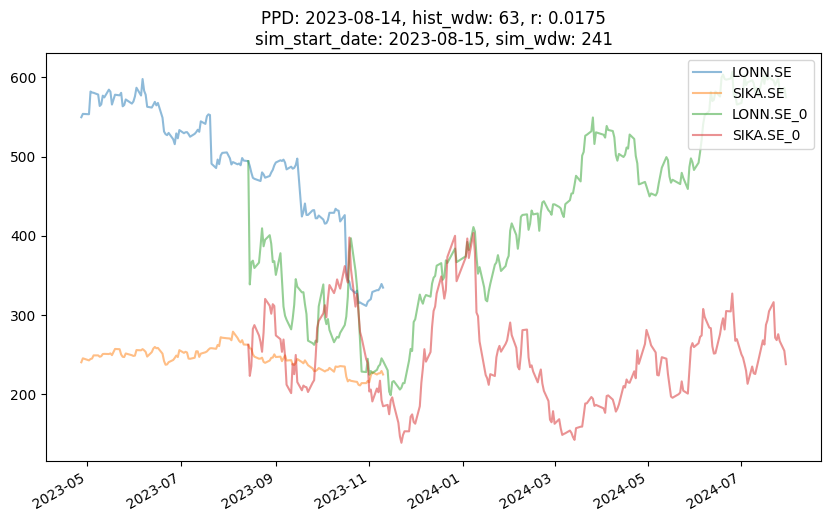 PPD: 2023-08-14, hist_wdw: 63, r: 0.0175
sim_start_date: 2023-08-15, sim_wdw: 241
LONN.SE
SIKA.SE
LONN.SE_0
SIKA.SE_0
600
500
400
300
200
2023-05
2023-07
2023-09
2023-11
2024-01
2024-03
2024-05
2024-07